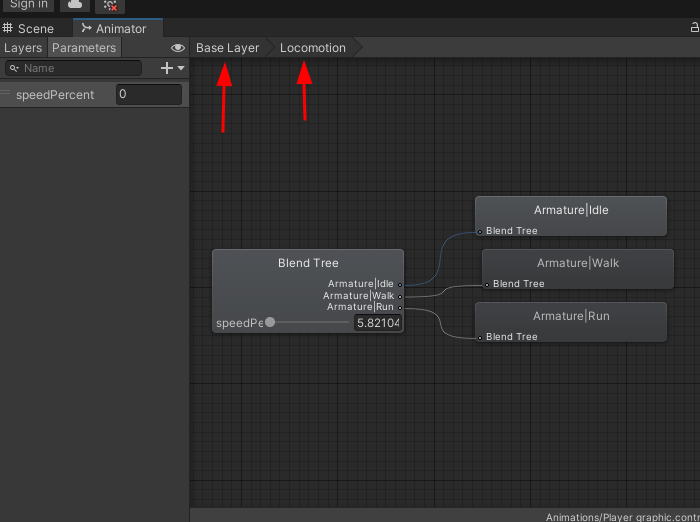 Sign in
Scene
Animator
Layers Parameters
Base Layer Locomotion
Name
speedPercent 0
Armature|Idle
Blend Tree
Blend Tree
Armature|Idle
Armature|Walk
Armature|Run
speedPe 5.82104
Armature|Walk
Blend Tree
Armature|Run
Blend Tree
Animations/Player graphic.contr